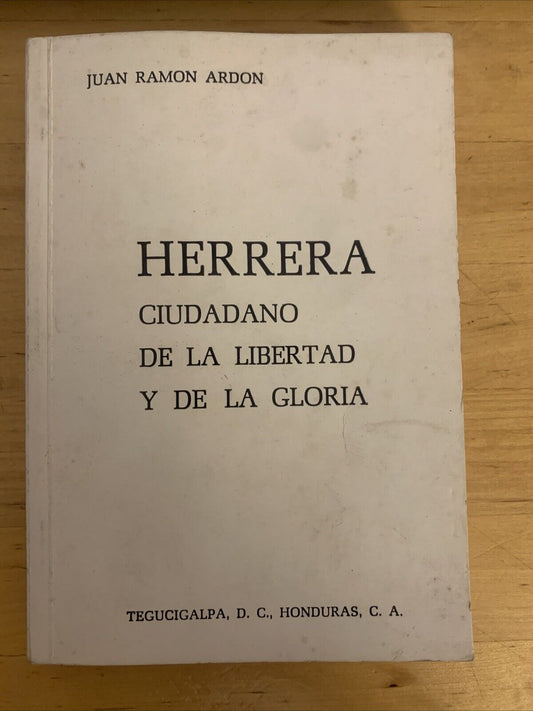 JUAN RAMON ARDON
HERRERA
CIUDADANO
DE LA LIBERTAD
Y DE LA GLORIA
TEGUCIGALPA, D. C., HONDURAS, C. A.